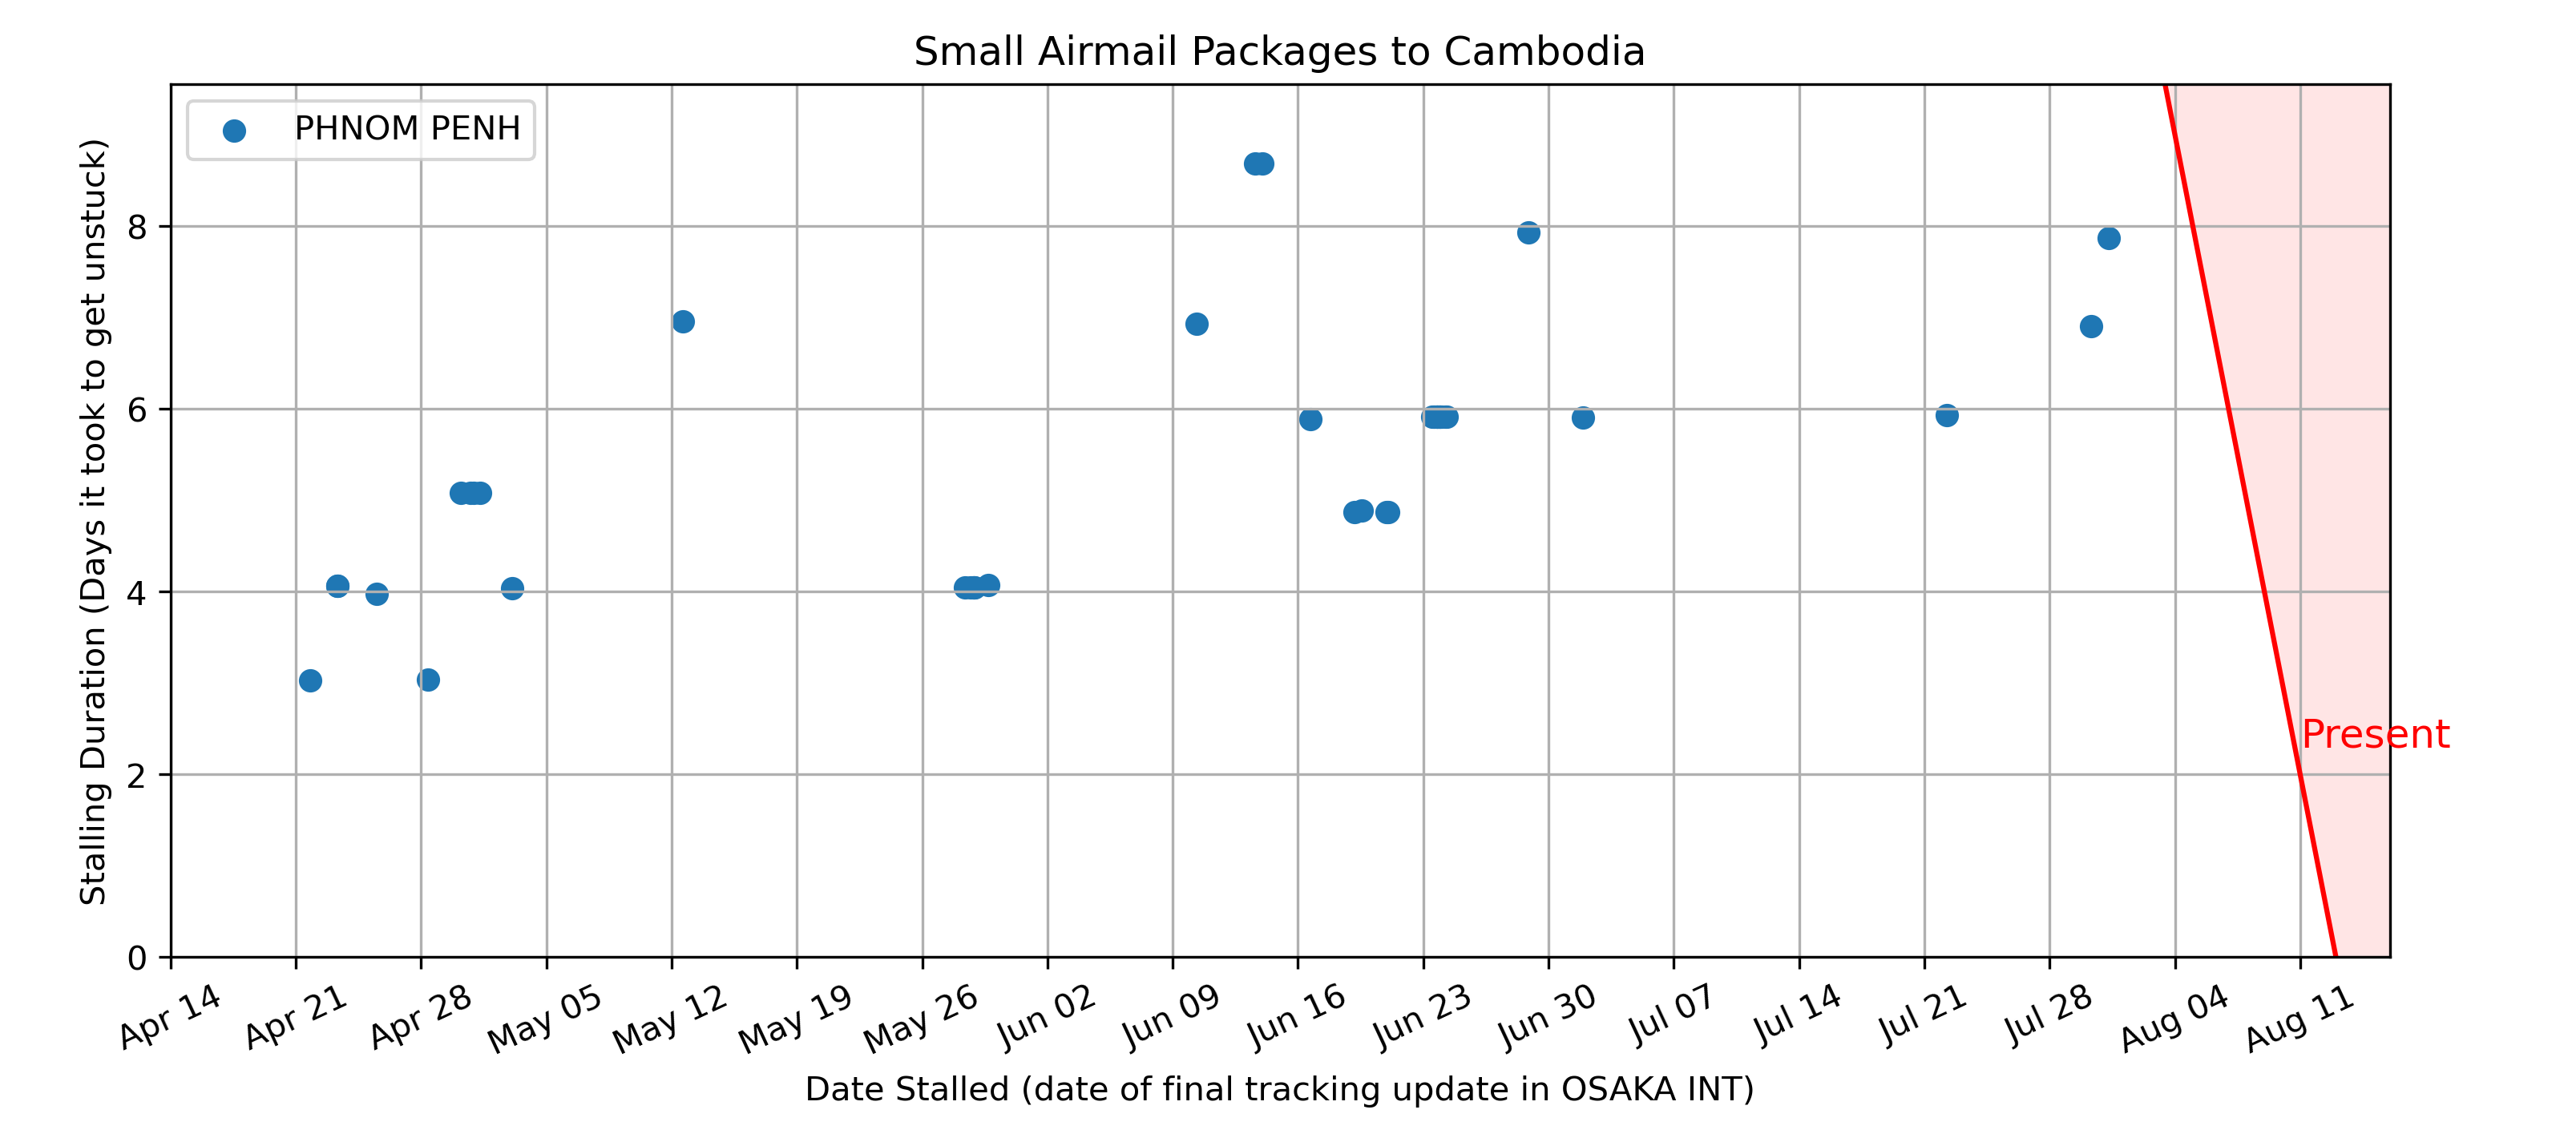 Small Airmail Packages to Cambodia
PHNOM PENH
Stalling Duration (Days it took to get unstuck)
8
6
4
2
0
Present
Apr 14
Apr 21
Apr 28
May 05
May 12
May 19
May 26
Jun 02
Jun 09
Jun 16
Jun 23
Jun 30
Jul 07
Jul 14
Jul 21
Jul 28
Aug 04
Aug 11
Date Stalled (date of final tracking update in OSAKA INT)